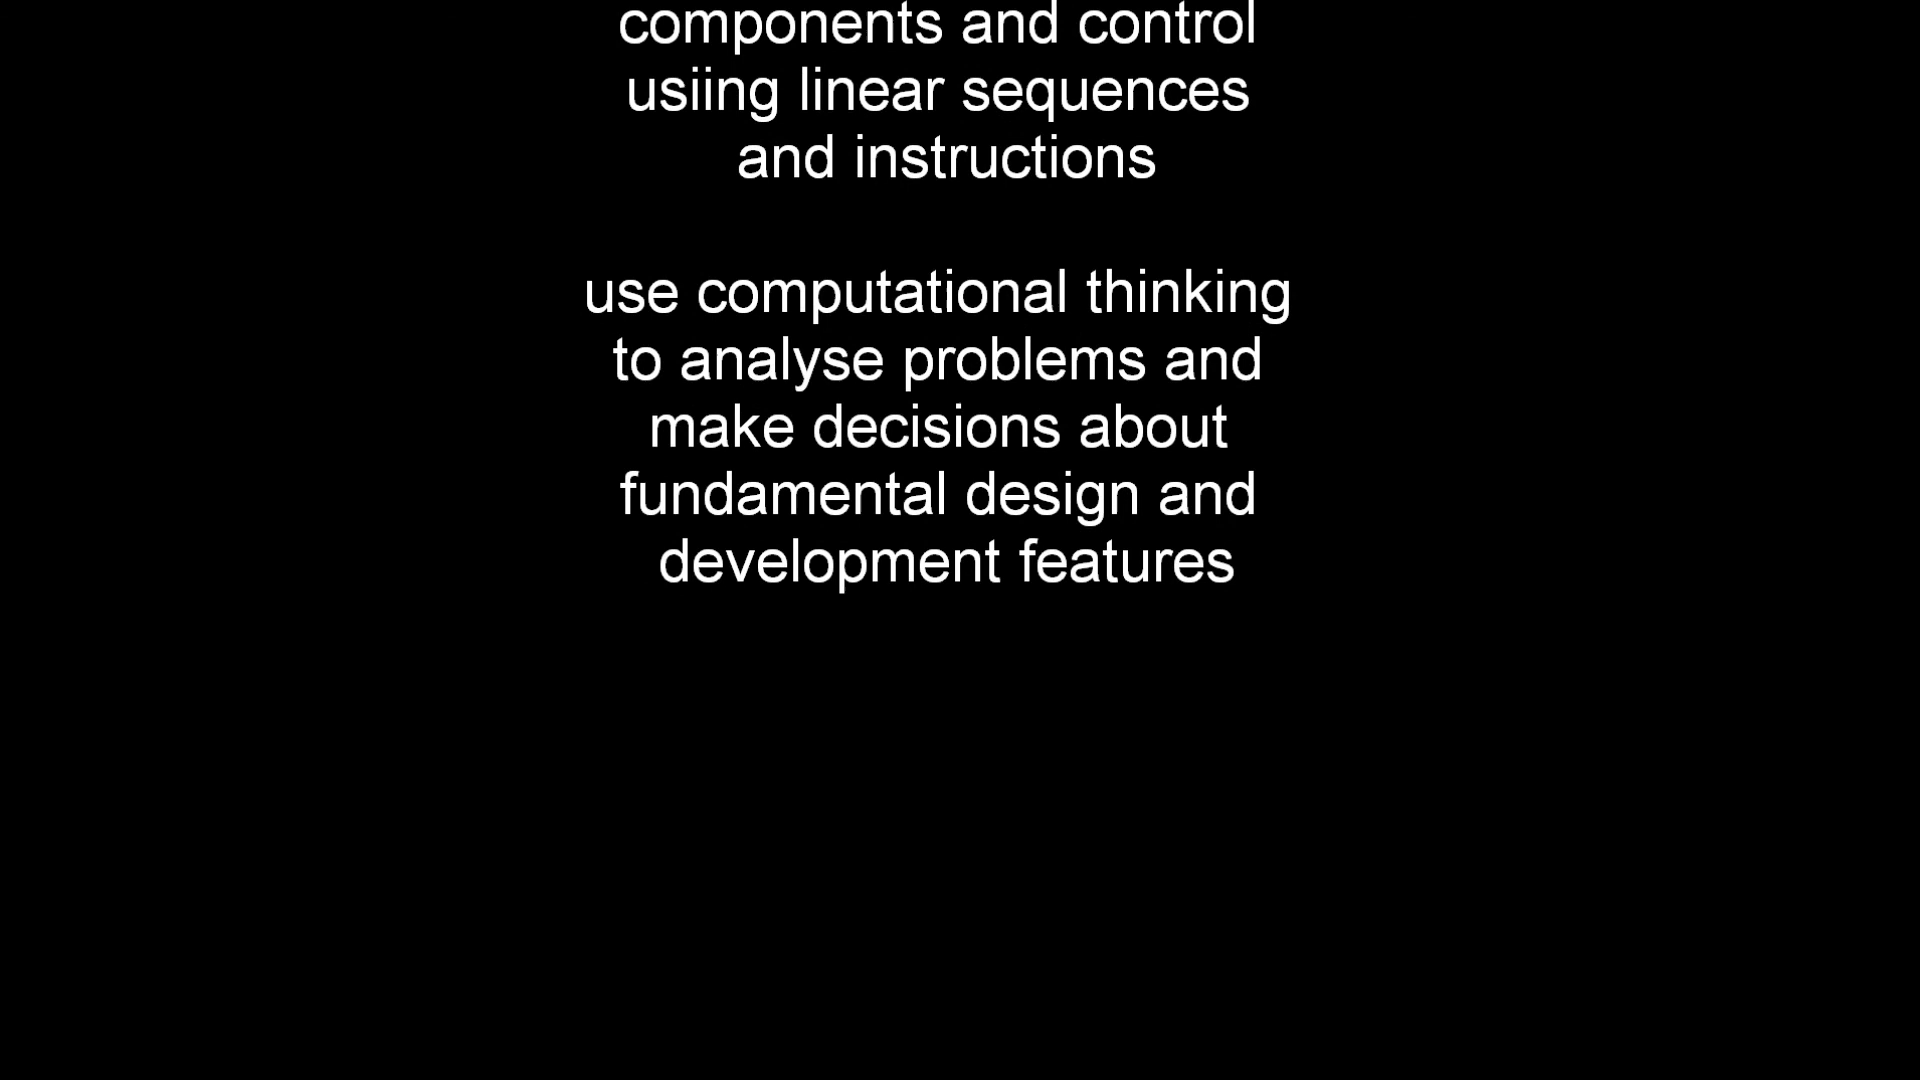 components and control
usiing linear sequences
and instructions
use computational thinking
to analyse problems and
make decisions about
fundamental design and
development features